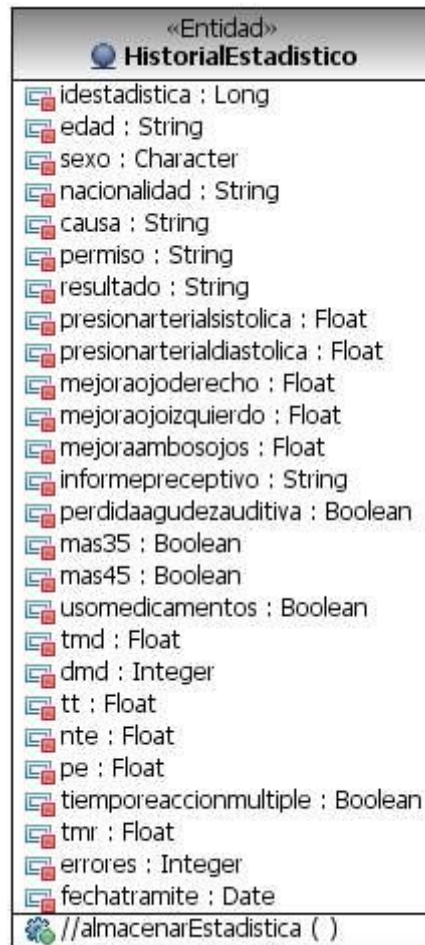 «Entidad»
HistorialEstadistico
idestadistica : Long
edad : String
sexo : Character
nacionalidad : String
causa : String
permiso : String
resultado : String
presionarterialsistolica : Float
presionarterialdiastolica : Float
mejoraojoderecho : Float
mejoraojoizquierdo : Float
mejoraambosojos : Float
informepreceptivo : String
perdidaagudezauditiva : Boolean
mas35 : Boolean
mas45 : Boolean
usomedicamentos : Boolean
tmd : Float
dmd : Integer
tt : Float
nte : Float
pe : Float
tiemporeaccionmultiple : Boolean
tmr : Float
errores : Integer
fechatramite : Date
//almacenarEstadistica ( )